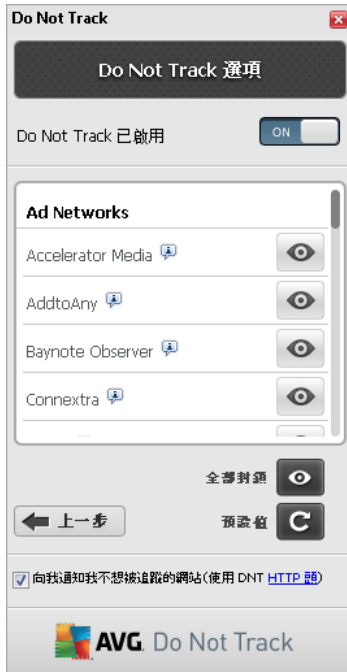 Do Not Track
Do Not Track 選項
Do Not Track 已啟用
ON
Ad Networks
Accelerator Media
AddtoAny
Baynote Observer
Connextra
全部封鎖
上一步
預設值
向我通知我不想被追蹤的網站(使用 DNT HTTP 頭)
AVG. Do Not Track